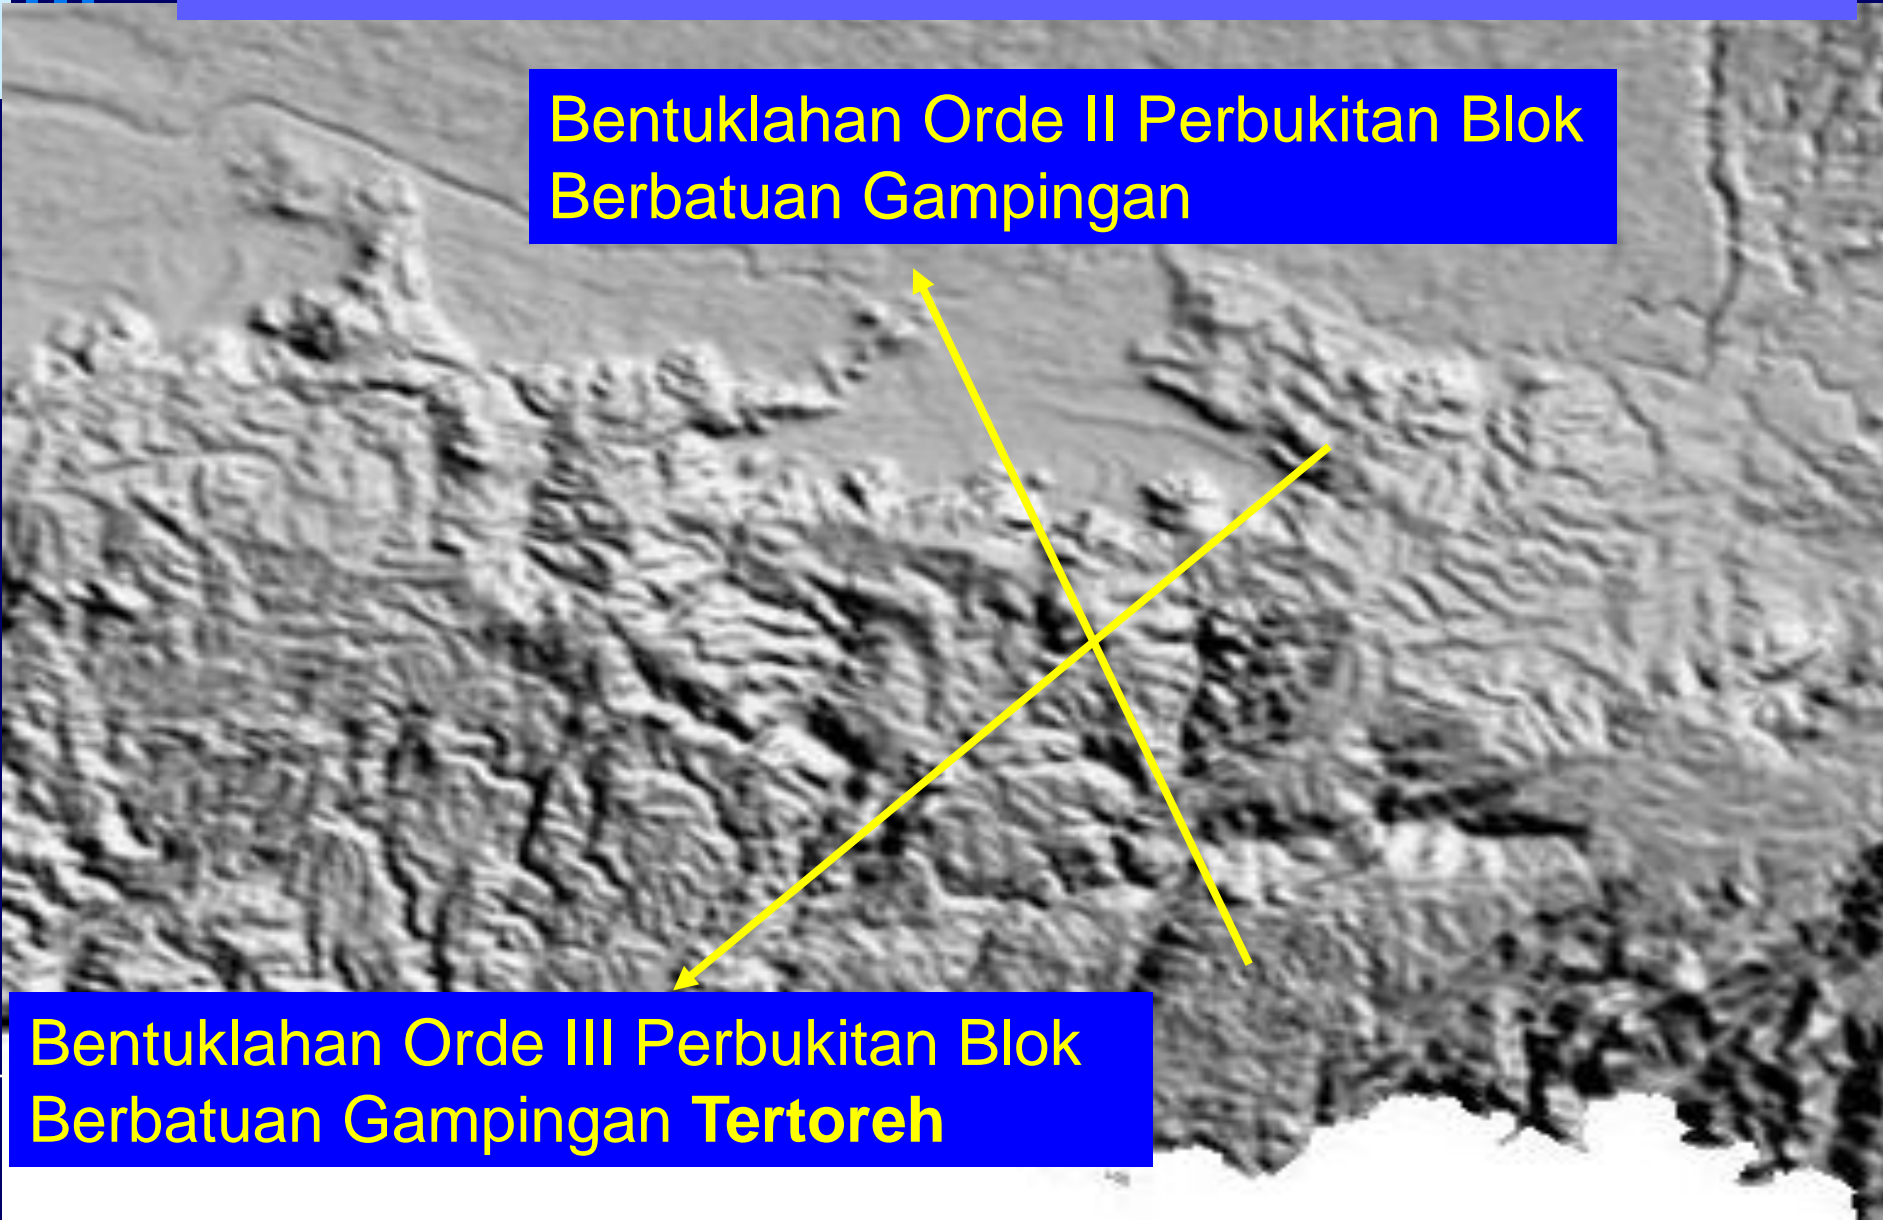 Bentuklahan Orde II Perbukitan Blok
Berbatuan Gampingan
Bentuklahan Orde III Perbukitan Blok
Berbatuan Gampingan Tertoreh